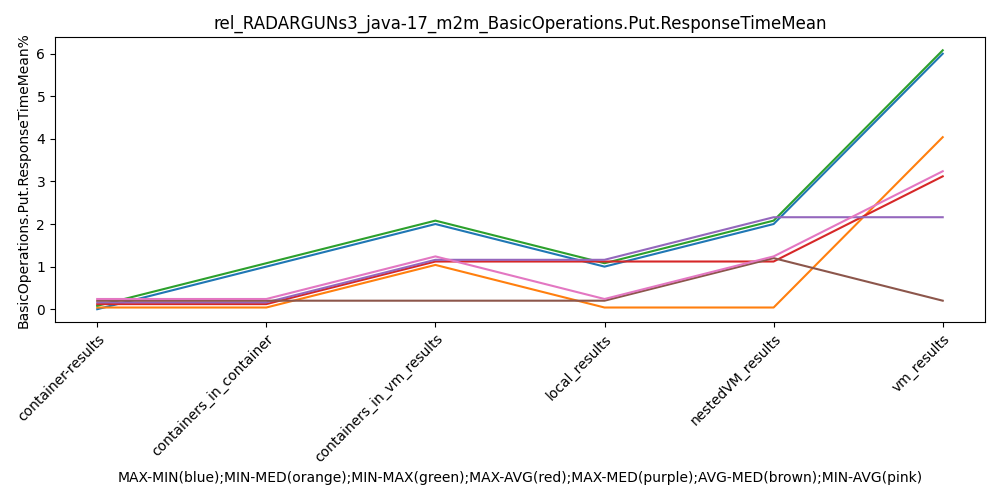 rel_RADARGUNs3_java-17_m2m_BasicOperations.Put.ResponseTimeMean
BasicOperations.Put.ResponseTimeMean%
6
5
4
3
2
1
0
container-results
containers_in_container
containers_in_vm_results
local_results
nestedVM_results
vm_results
MAX-MIN(blue);MIN-MED(orange);MIN-MAX(green);MAX-AVG(red);MAX-MED(purple);AVG-MED(brown);MIN-AVG(pink)